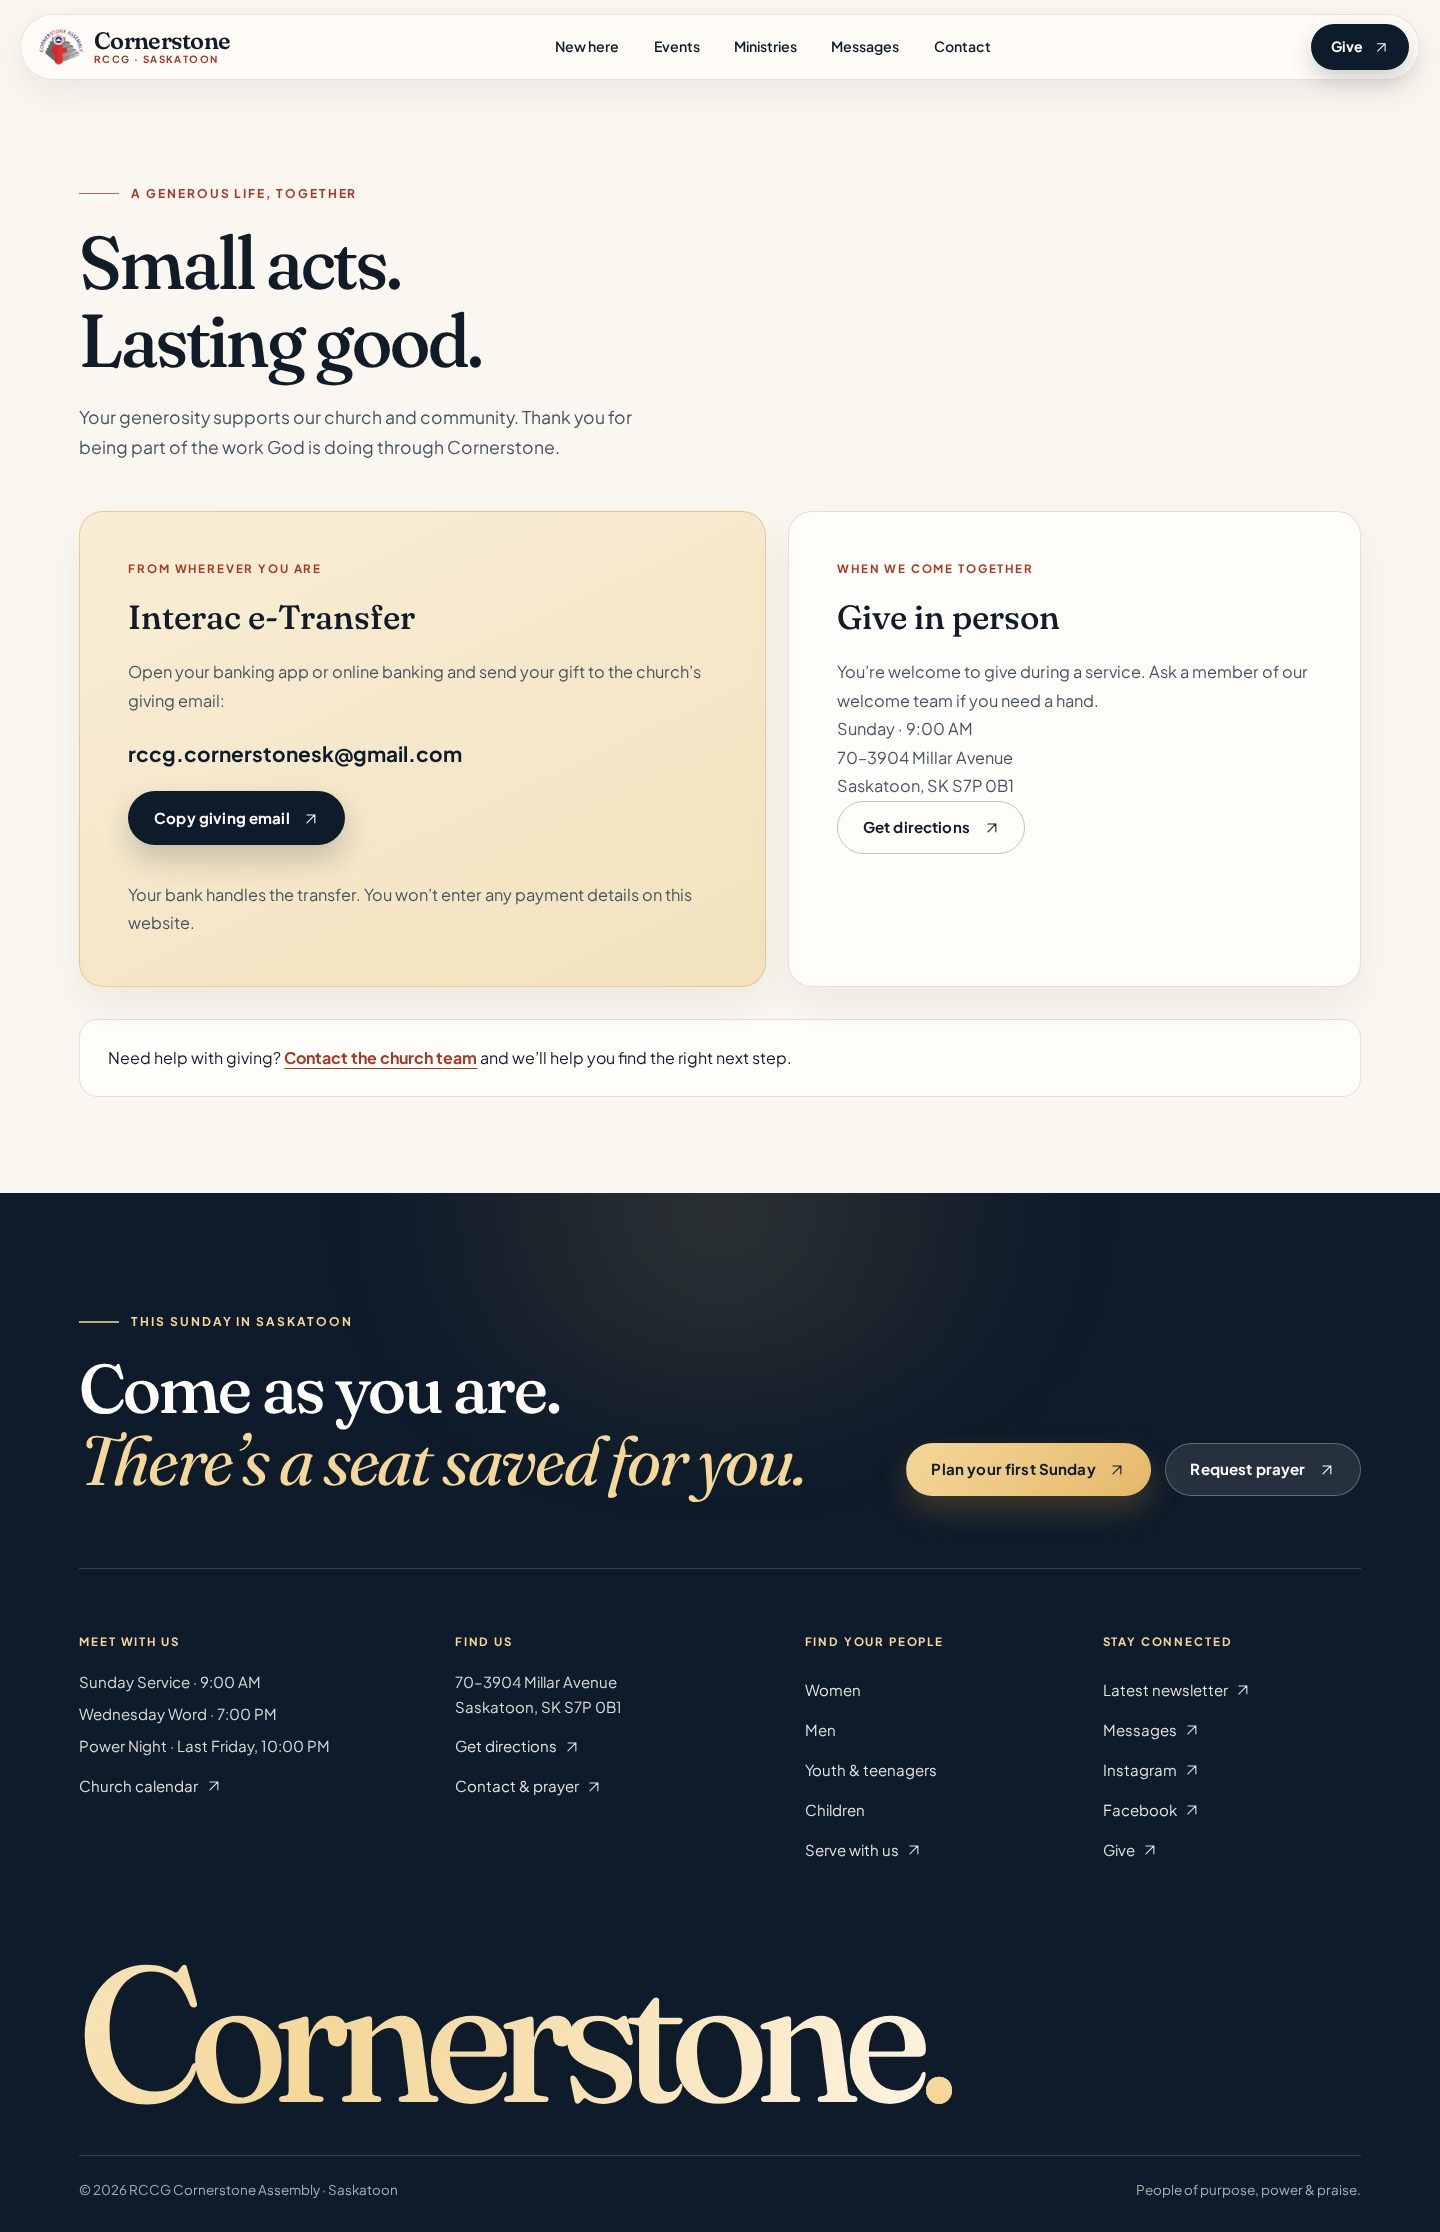 CORNERSTONE ASSEMBLY
Cornerstone
RCCG · SASKATOON
New here
Events
Ministries
Messages
Contact
Give
A GENEROUS LIFE, TOGETHER
Small acts.
Lasting good.
Your generosity supports our church and community. Thank you for
being part of the work God is doing through Cornerstone.
FROM WHEREVER YOU ARE
Interac e-Transfer
Open your banking app or online banking and send your gift to the church’s
giving email:
rccg.cornerstonesk@gmail.com
Copy giving email
Your bank handles the transfer. You won’t enter any payment details on this
website.
WHEN WE COME TOGETHER
Give in person
You’re welcome to give during a service. Ask a member of our
welcome team if you need a hand.
Sunday · 9:00 AM
70–3904 Millar Avenue
Saskatoon, SK S7P 0B1
Get directions
Need help with giving? Contact the church team and we’ll help you find the right next step.
THIS SUNDAY IN SASKATOON
Come as you are.
There’s a seat saved for you.
Plan your first Sunday
Request prayer
MEET WITH US
Sunday Service · 9:00 AM
Wednesday Word · 7:00 PM
Power Night · Last Friday, 10:00 PM
Church calendar
FIND US
70–3904 Millar Avenue
Saskatoon, SK S7P 0B1
Get directions
Contact & prayer
FIND YOUR PEOPLE
Women
Men
Youth & teenagers
Children
Serve with us
STAY CONNECTED
Latest newsletter
Messages
Instagram
Facebook
Give
Cornerstone.
© 2026 RCCG Cornerstone Assembly · Saskatoon
People of purpose, power & praise.